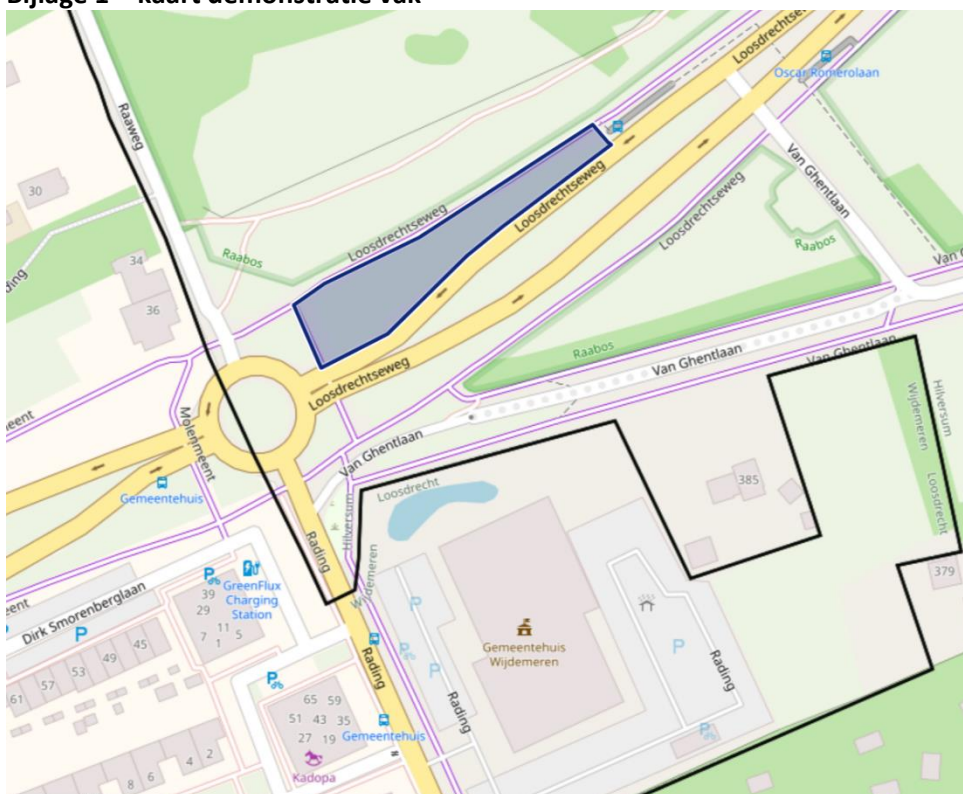 Bijlage 1 – kaart demonstratie vak
Loosdrechtseweg
Oscar Romerolaan
Raaweg
30
Loosdrechtseweg
Loosdrechtseweg
Loosdrechtseweg
Van Ghentlaan
Raabos
Raabos
34
36
Raabos
Van Ghentlaan
Van Ghentlaan
Loosdrechtseweg
Molenmeent
Van Ghentlaan
Hilversum
Wijdemeren
Loosdrecht
Gemeentehuis
Loosdrecht
Hilversum
Wijdemeren
385
379
Rading
GreenFlux
Charging
Station
P
39
29
11
7
5
1
Dirk Smorenberglaan
P
61
57
53
49
45
Gemeentehuis
Wijdemeren
P
P
P
Rading
Rading
Rading
P
65
59
51
43
35
27
19
Gemeentehuis
Kadopa
P
8
6
4
2